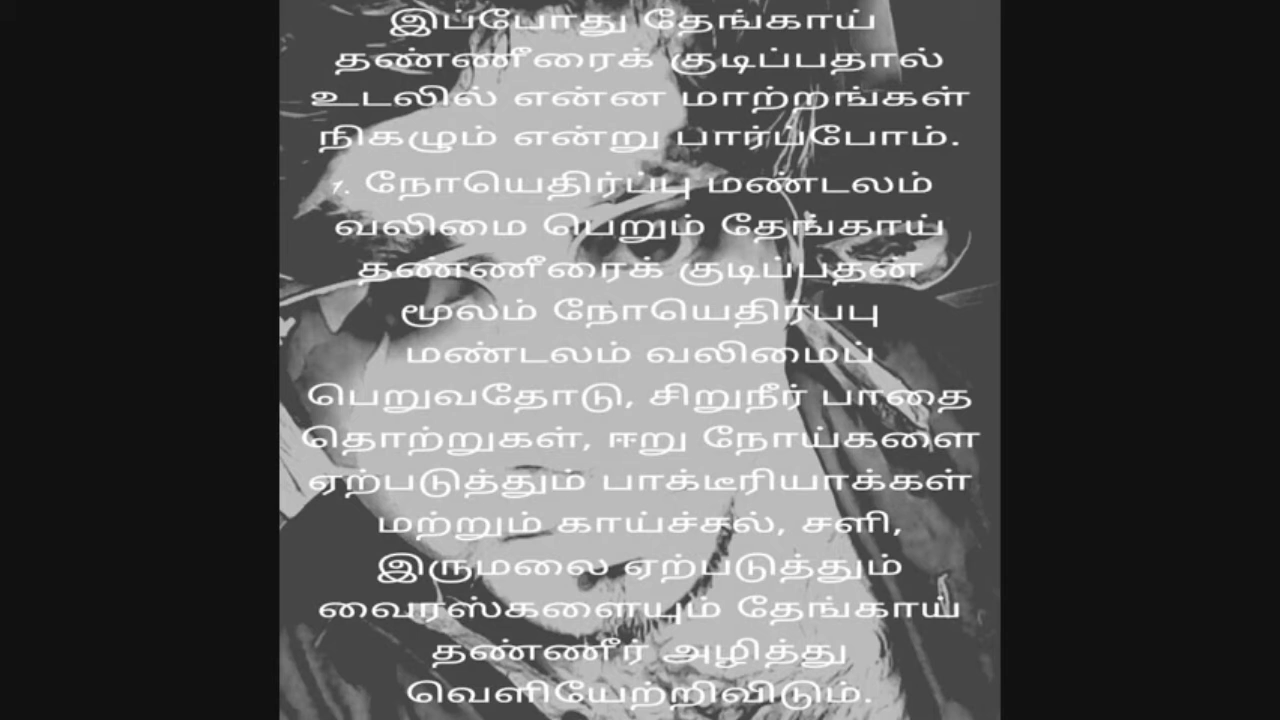 இப்போது தேங்காய்
தண்ணீரைக் குடிப்பதால்
உடலில் என்ன மாற்றங்கள்
நிகழும் என்று பார்ப்போம்.
1. நோயெதிர்ப்பு மண்டலம்
வலிமை பெறும் தேங்காய்
தண்ணீரைக் குடிப்பதன்
மூலம் நோயெதிர்பபு
மண்டலம் வலிமைப்
பெறுவதோடு, சிறுநீர் பாதை
தொற்றுகள், ஈறு நோய்களை
ஏற்படுத்தும் பாக்டீரியாக்கள்
மற்றும் காய்ச்சல், சளி,
இருமலை ஏற்படுத்தும்
வைரஸ்களையும் தேங்காய்
தண்ணீர் அழித்து
வெளியேற்றிவிடும்.